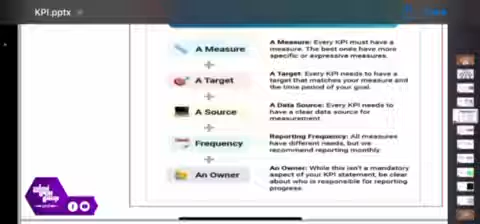 KPI.pptx
A Measure
A Measure: Every KPI must have a
measure. The best ones have more
specific or expressive measures.
+
A Target
A Target: Every KPI needs to have a
target that matches your measure and
the time period of your goal.
+
A Source
A Data Source: Every KPI needs to
have a clear data source for
measurement.
+
Frequency
Reporting Frequency: All measures
have different needs, but we
recommend reporting monthly.
+
An Owner
An Owner: While this isn't a mandatory
aspect of your KPI statement, be clear
about who is responsible for reporting
progress.